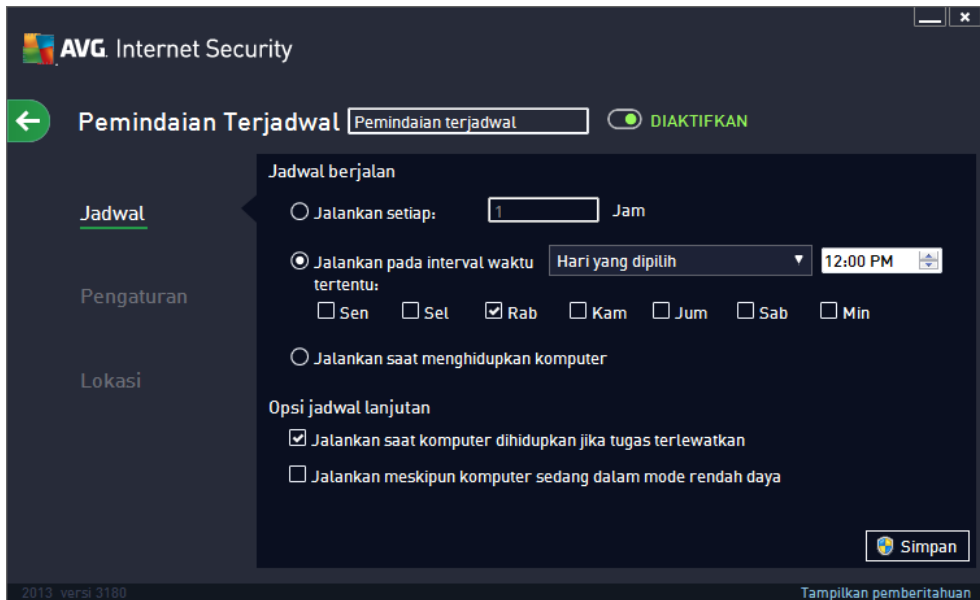 AVG. Internet Security
Pemindaian Terjadwal Pemindaian terjadwal DIAKTIFKAN
Jadwal
Pengaturan
Lokasi
Jadwal berjalan
Jalankan setiap: 1 Jam
Jalankan pada interval waktu tertentu: Hari yang dipilih 12:00 PM
Sen Sel Rab Kam Jum Sab Min
Jalankan saat menghidupkan komputer
Opsi jadwal lanjutan
Jalankan saat komputer dihidupkan jika tugas terlewatkan
Jalankan meskipun komputer sedang dalam mode rendah daya
Simpan
2013 versi 3180
Tampilkan pemberitahuan